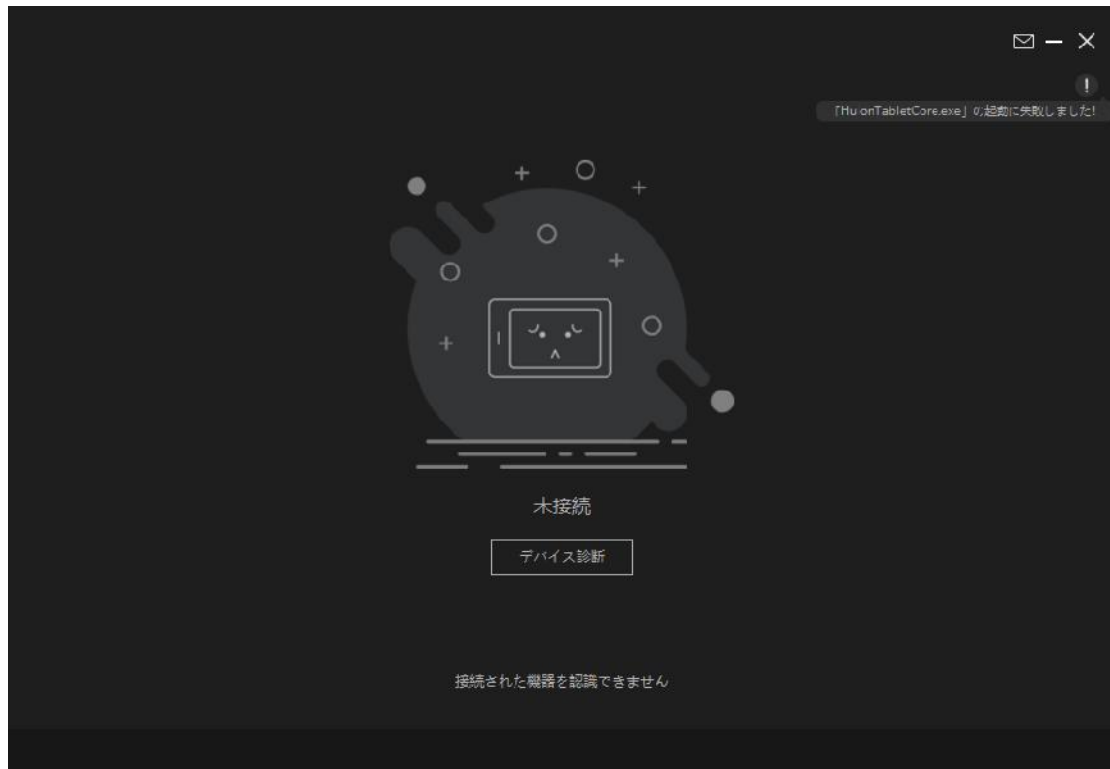 「HuionTabletCore.exe」の起動に失敗しました!
未接続
デバイス診断
接続された機器を認識できません